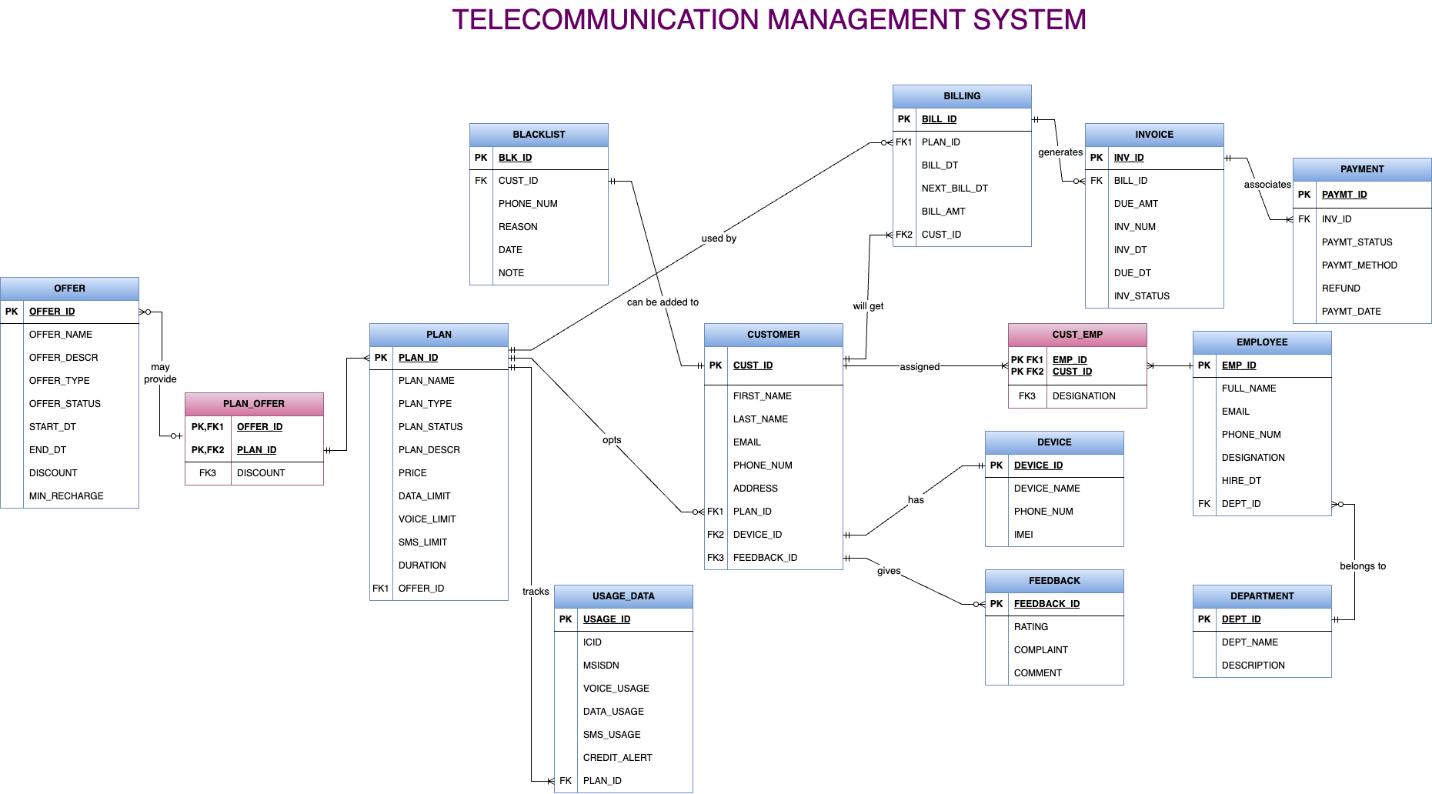 TELECOMMUNICATION MANAGEMENT SYSTEM
BILLING
PK BILL_ID
FK1 PLAN_ID
BILL_DT
NEXT_BILL_DT
BILL_AMT
FK2 CUST_ID
BLACKLIST
PK BLK_ID
FK CUST_ID
PHONE_NUM
REASON
DATE
NOTE
generates
INVOICE
PK INV_ID
FK BILL_ID
DUE_AMT
INV_NUM
INV_DT
DUE_DT
INV_STATUS
associates
PAYMENT
PK PAYMT_ID
FK INV_ID
PAYMT_STATUS
PAYMT_METHOD
REFUND
PAYMT_DATE
used by
can be added to
will get
OFFER
PK OFFER_ID
OFFER_NAME
OFFER_DESCR
OFFER_TYPE
OFFER_STATUS
START_DT
END_DT
DISCOUNT
MIN_RECHARGE
may
provide
PLAN_OFFER
PK,FK1 OFFER_ID
PK,FK2 PLAN_ID
FK3 DISCOUNT
PLAN
PK PLAN_ID
PLAN_NAME
PLAN_TYPE
PLAN_STATUS
PLAN_DESCR
PRICE
DATA_LIMIT
VOICE_LIMIT
SMS_LIMIT
DURATION
FK1 OFFER_ID
opts
tracks
CUSTOMER
PK CUST_ID
FIRST_NAME
LAST_NAME
EMAIL
PHONE_NUM
ADDRESS
FK1 PLAN_ID
FK2 DEVICE_ID
FK3 FEEDBACK_ID
assigned
CUST_EMP
PK FK1 EMP_ID
PK FK2 CUST_ID
FK3 DESIGNATION
EMPLOYEE
PK EMP_ID
FULL_NAME
EMAIL
PHONE_NUM
DESIGNATION
HIRE_DT
FK DEPT_ID
has
DEVICE
PK DEVICE_ID
DEVICE_NAME
PHONE_NUM
IMEI
gives
FEEDBACK
PK FEEDBACK_ID
RATING
COMPLAINT
COMMENT
belongs to
DEPARTMENT
PK DEPT_ID
DEPT_NAME
DESCRIPTION
USAGE_DATA
PK USAGE_ID
ICID
MSISDN
VOICE_USAGE
DATA_USAGE
SMS_USAGE
CREDIT_ALERT
FK PLAN_ID